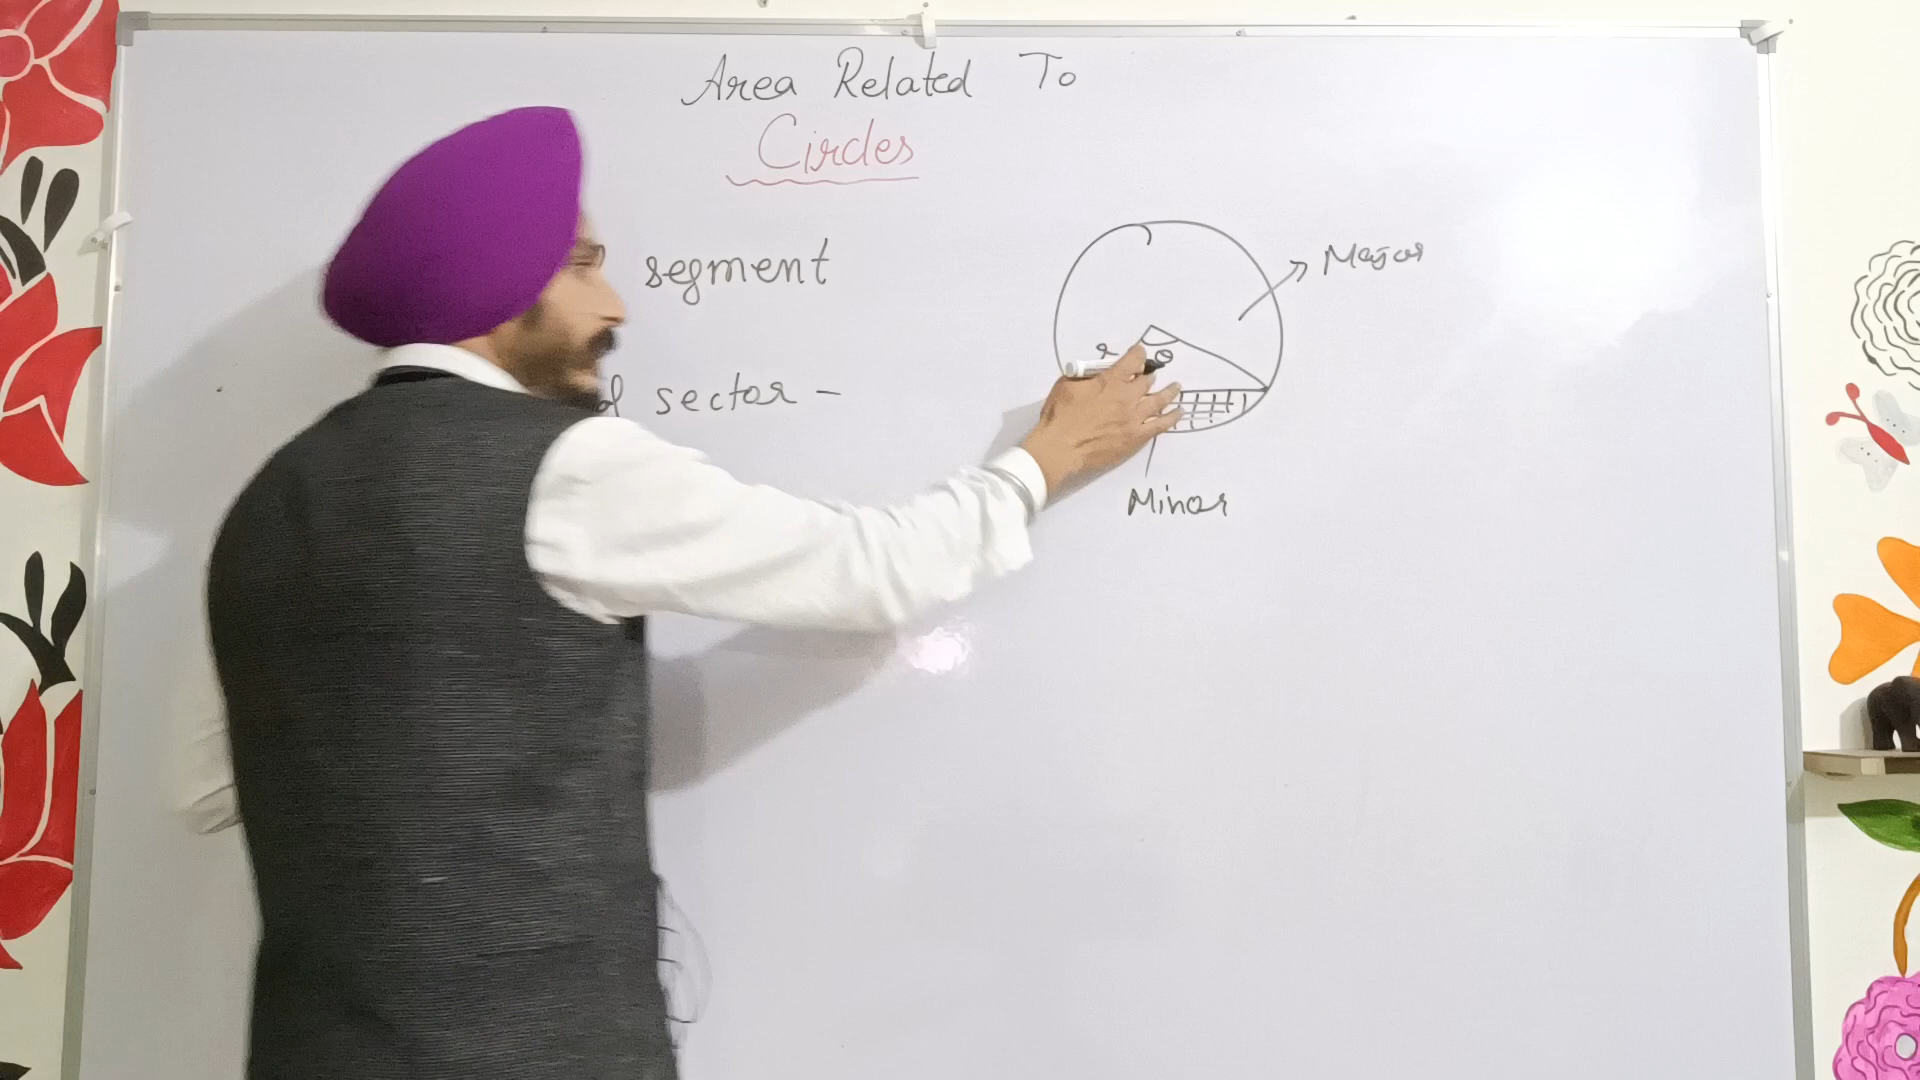 Area Related To
Circles
segment
Major
r
θ
sector -
Minor